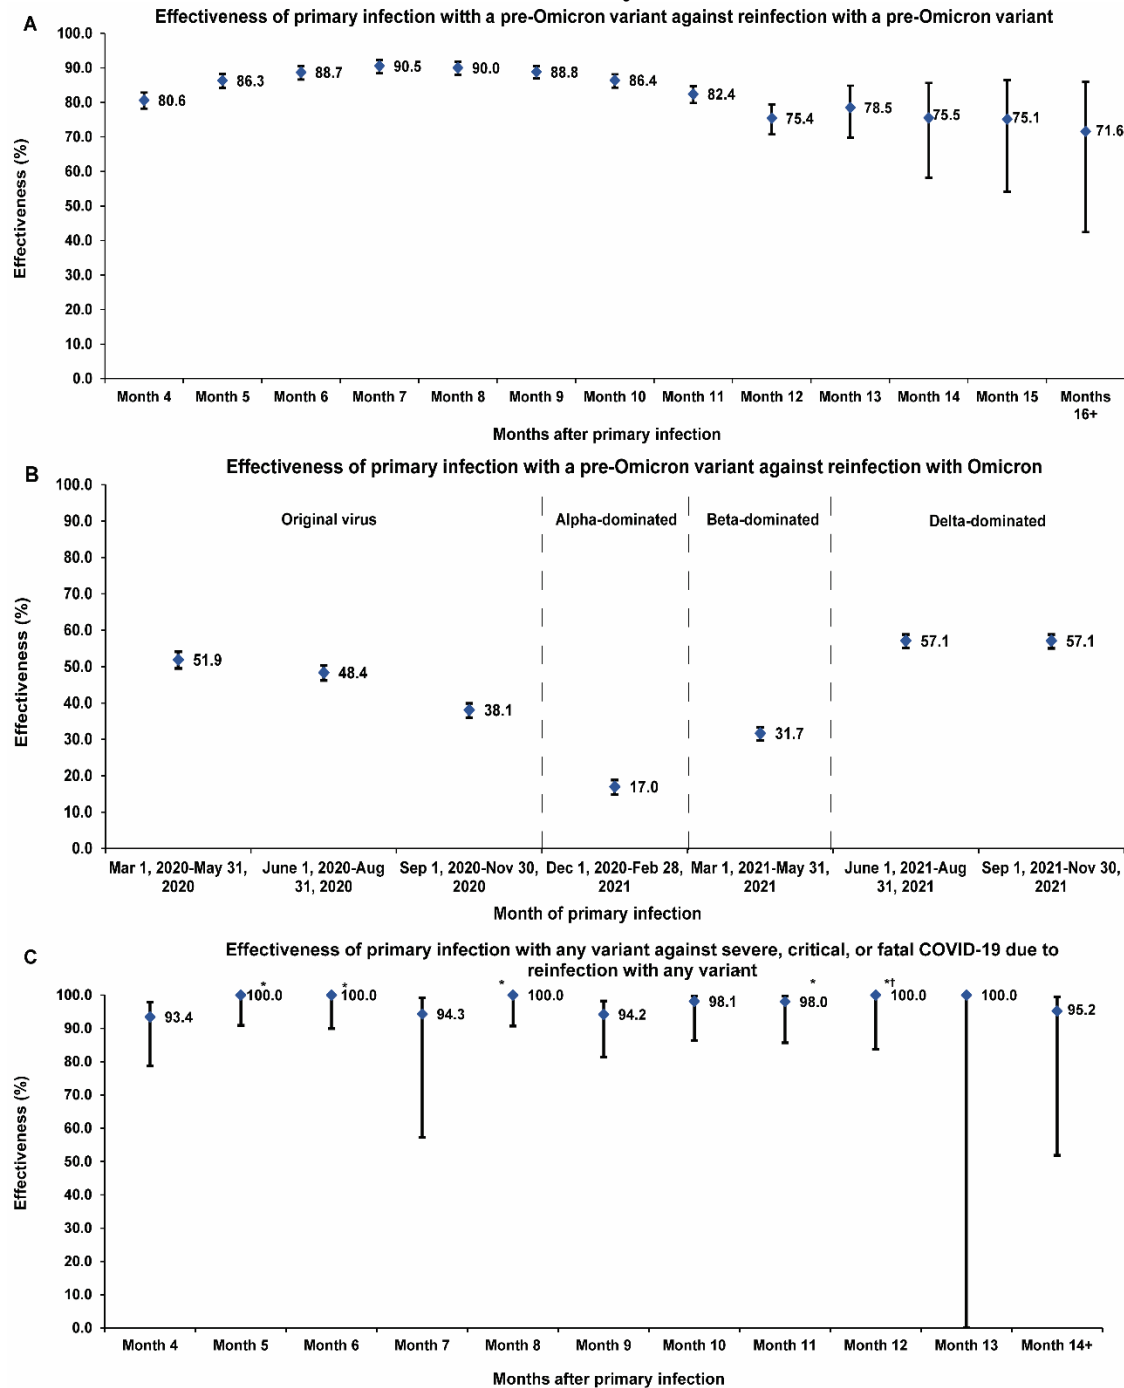 A
Effectiveness of primary infection wtith a pre-Omicron variant against reinfection with a pre-Omicron variant
Effectiveness (%)
100.0
90.0
80.0
70.0
60.0
50.0
40.0
30.0
20.0
10.0
0.0
80.6
86.3
88.7
90.5
90.0
88.8
86.4
82.4
75.4
78.5
75.5
75.1
71.6
Month 4 Month 5 Month 6 Month 7 Month 8 Month 9 Month 10 Month 11 Month 12 Month 13 Month 14 Month 15 Months
16+
Months after primary infection
B
Effectiveness of primary infection with a pre-Omicron variant against reinfection with Omicron
Effectiveness (%)
100.0
90.0
80.0
70.0
60.0
50.0
40.0
30.0
20.0
10.0
0.0
Original virus
Alpha-dominated
Beta-dominated
Delta-dominated
51.9
48.4
38.1
17.0
31.7
57.1
57.1
Mar 1, 2020-May 31,
2020
June 1, 2020-Aug
31, 2020
Sep 1, 2020-Nov 30,
2020
Dec 1, 2020-Feb 28,
2021
Mar 1, 2021-May 31,
2021
June 1, 2021-Aug
31, 2021
Sep 1, 2021-Nov 30,
2021
Month of primary infection
C
Effectiveness of primary infection with any variant against severe, critical, or fatal COVID-19 due to
reinfection with any variant
Effectiveness (%)
100.0
90.0
80.0
70.0
60.0
50.0
40.0
30.0
20.0
10.0
0.0
93.4
*
100.0
*
100.0
94.3
*
100.0
94.2
98.1
*
98.0
*†
100.0
100.0
95.2
Month 4 Month 5 Month 6 Month 7 Month 8 Month 9 Month 10 Month 11 Month 12 Month 13 Month 14+
Months after primary infection